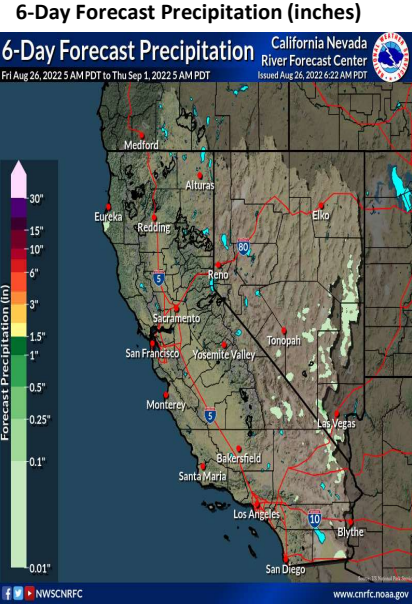 6-Day Forecast Precipitation (inches)
6-Day Forecast Precipitation
California Nevada
River Forecast Center
Fri Aug 26, 2022 5 AM PDT to Thu Sep 1, 2022 5 AM PDT
Issued Aug 26, 2022 6:22 AM PDT
Medford
Alturas
Eureka
Redding
Elko
80
Reno
5
Sacramento
San Francisco
Yosemite Valley
Tonopah
Monterey
5
Las Vegas
Bakersfield
Santa Maria
Los Angeles
10
Blythe
San Diego
Forecast Precipitation (in)
30"
15"
10"
6"
3"
1.5"
1"
0.5"
0.25"
0.1"
0.01"
NWSCNRFC
www.cnrfc.noaa.gov